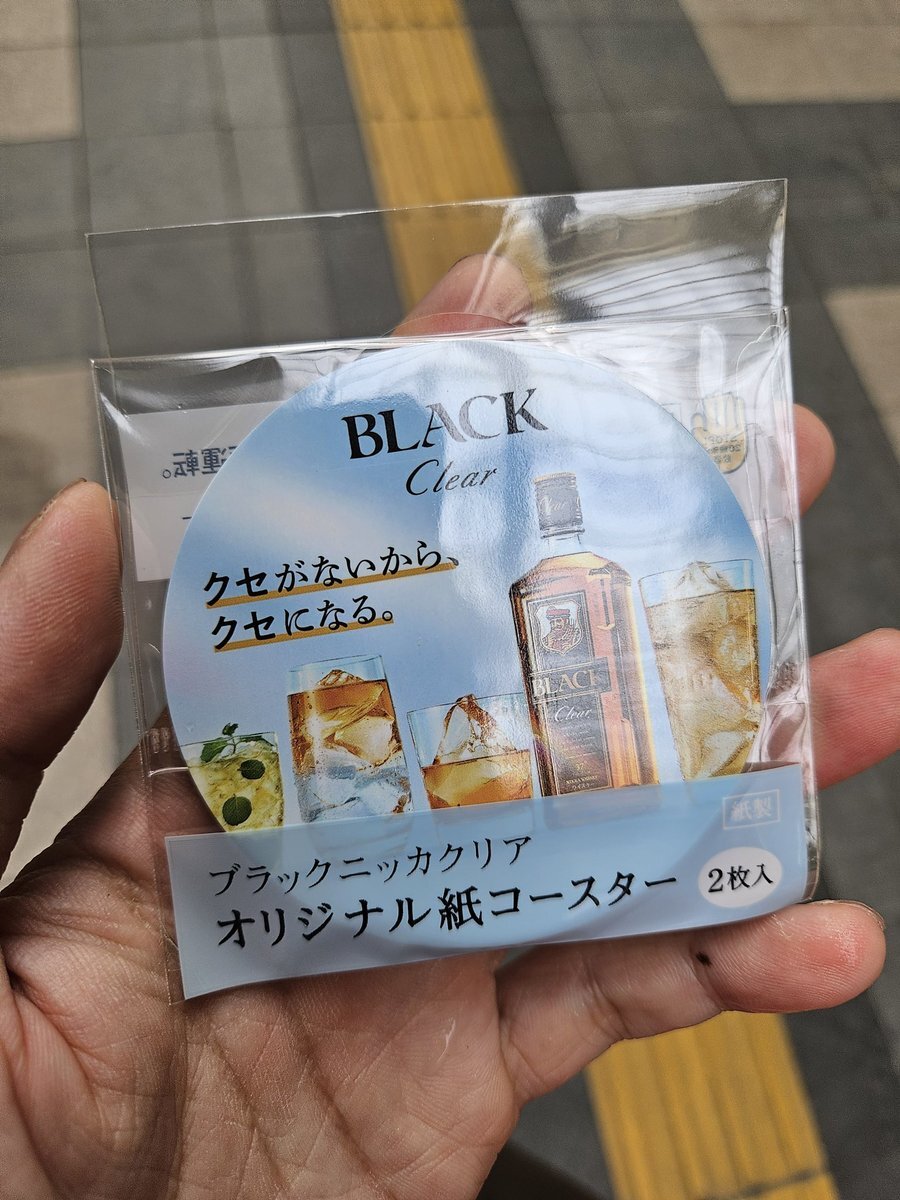 BLACK
Clear
クセがないから、
クセになる。
BLACK
Clear
ブラックニッカクリア
オリジナル紙コースター
2枚入
紙製
運転。